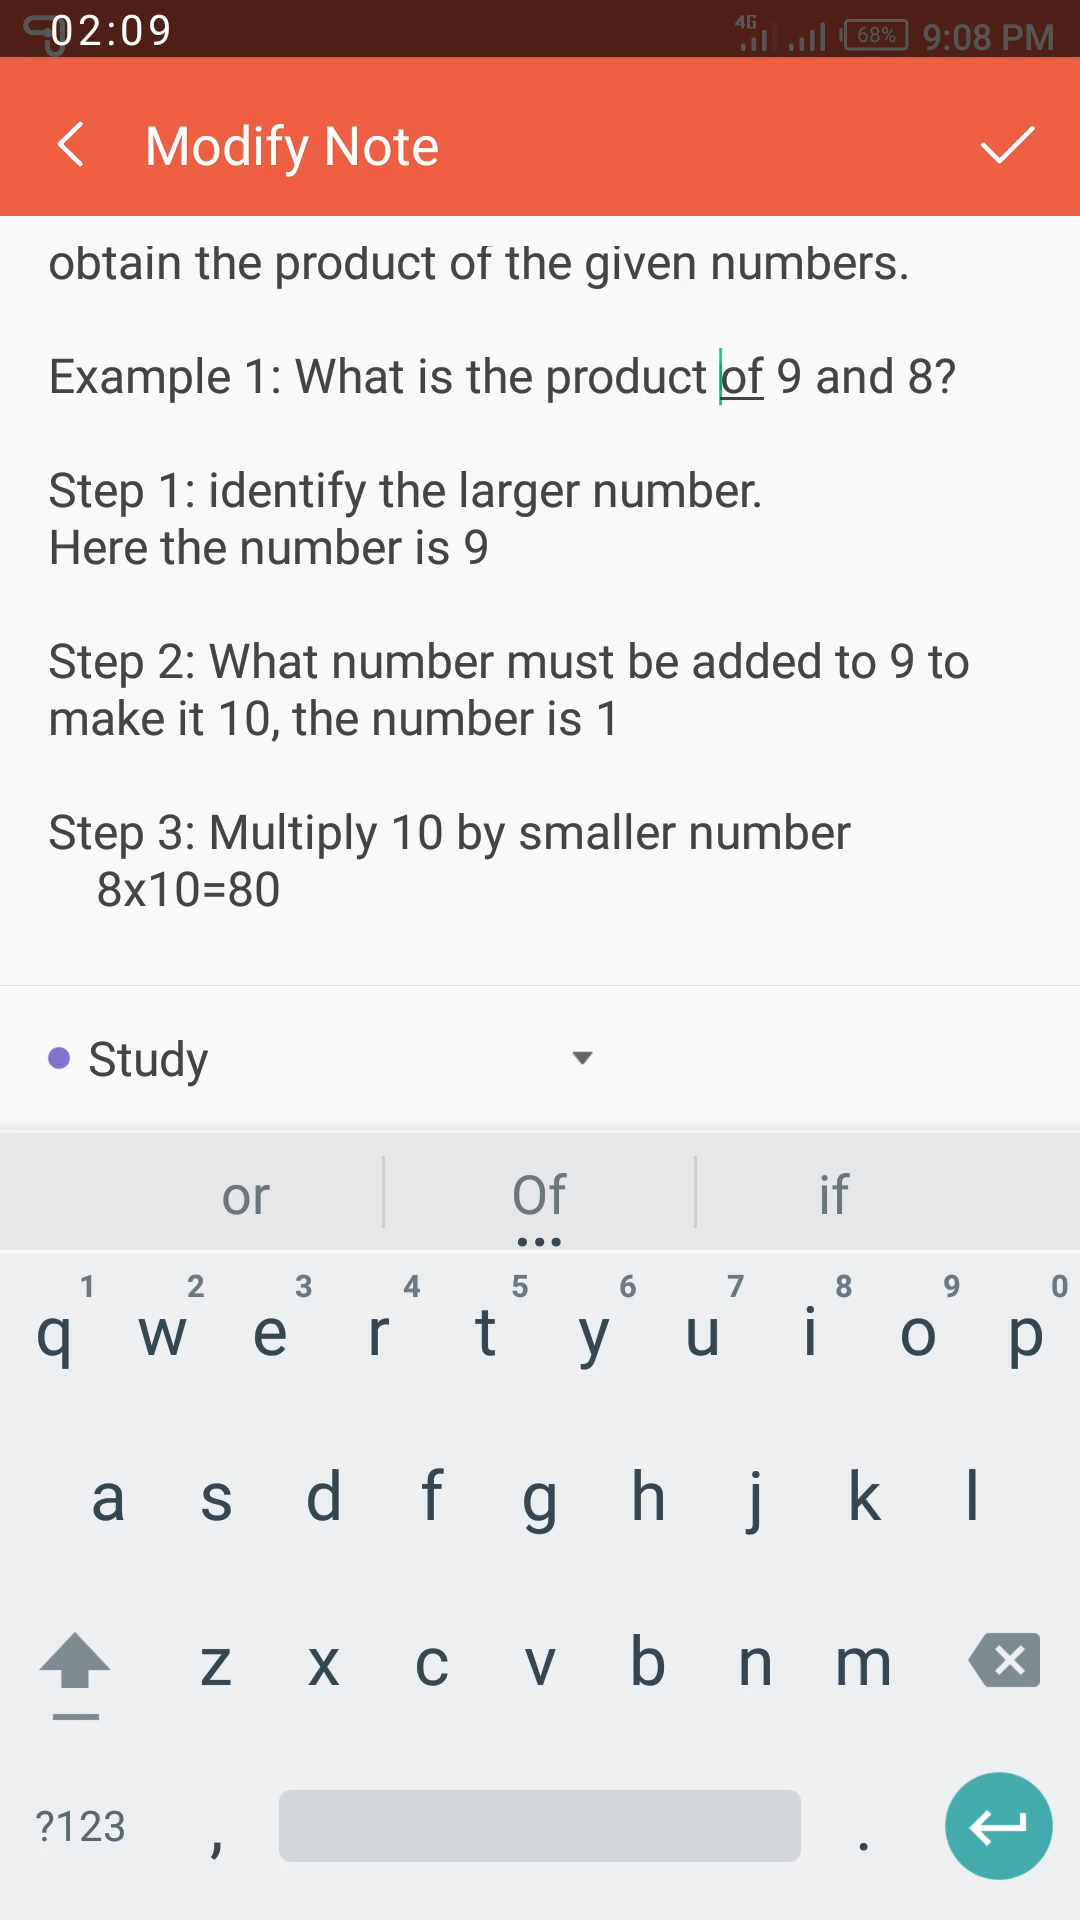 02:09 4G 68% 9:08 PM
Modify Note
obtain the product of the given numbers.
Example 1: What is the product of 9 and 8?
Step 1: identify the larger number.
Here the number is 9
Step 2: What number must be added to 9 to
make it 10, the number is 1
Step 3: Multiply 10 by smaller number
8x10=80
Study
or Of if
1 2 3 4 5 6 7 8 9 0
q w e r t y u i o p
a s d f g h j k l
z x c v b n m
?123 , .